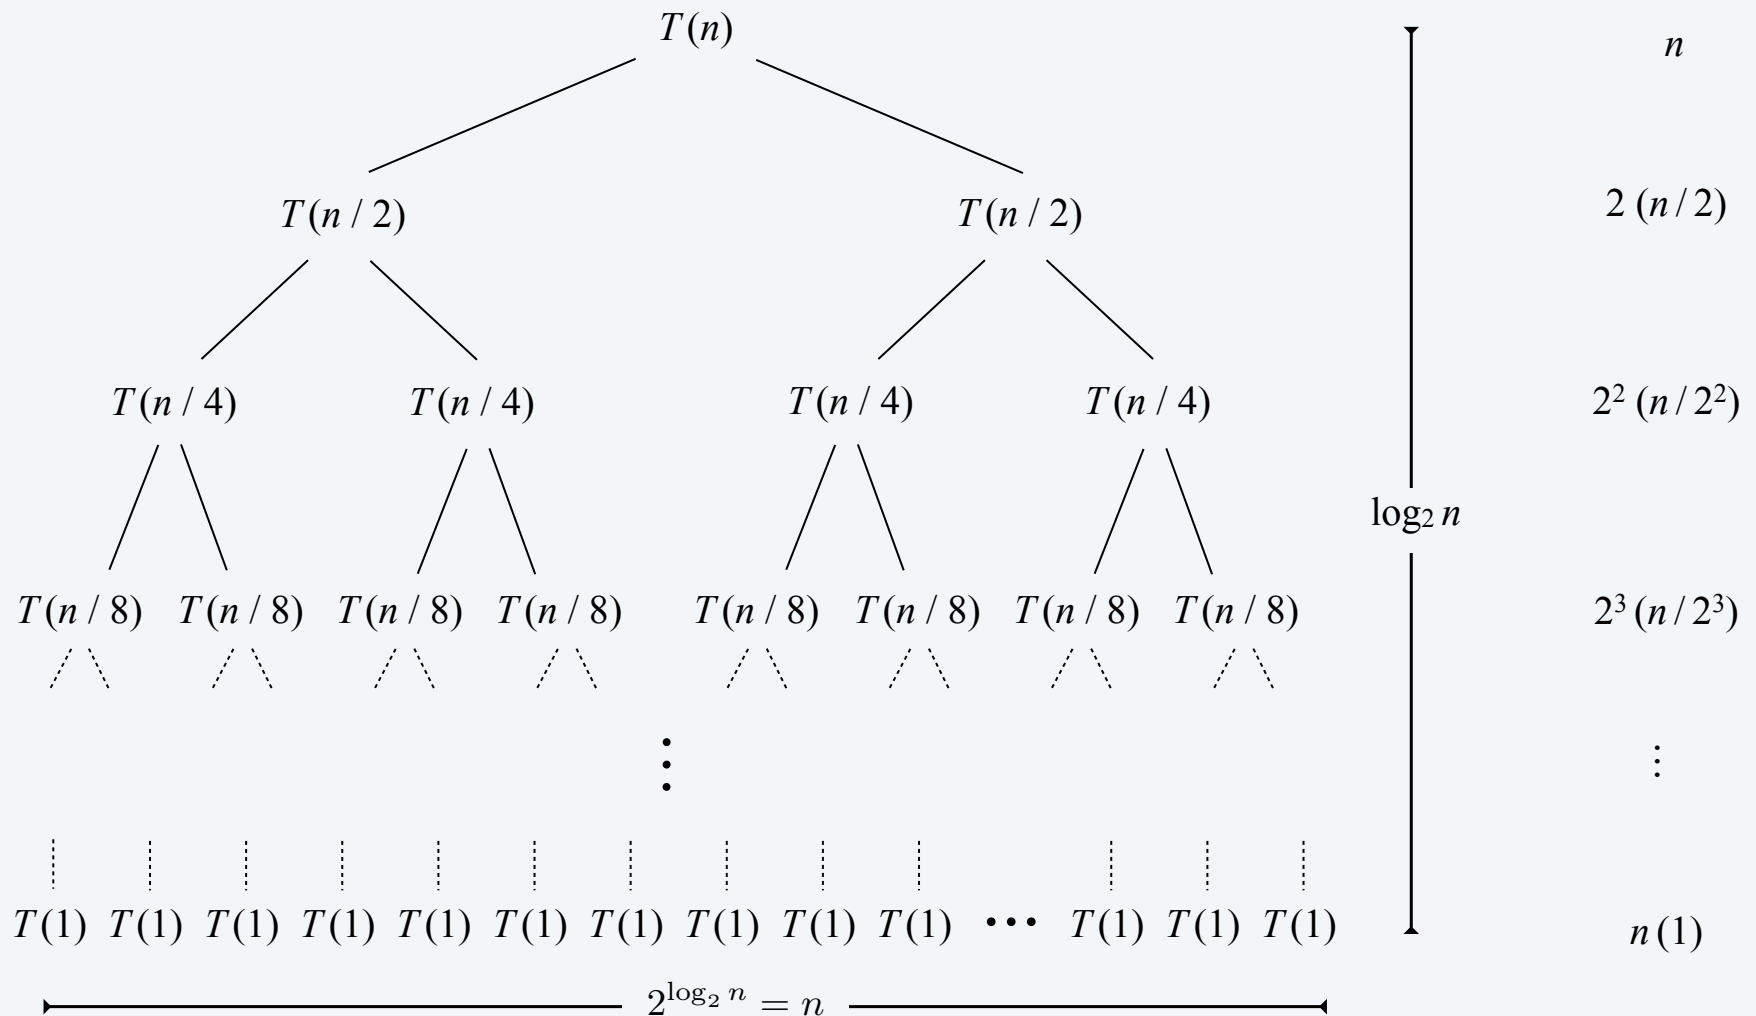 T(n) n
T(n / 2) T(n / 2) 2 (n/2)
T(n / 4) T(n / 4) T(n / 4) T(n / 4) 2² (n/2²)
log₂ n
T(n / 8) T(n / 8) T(n / 8) T(n / 8) T(n / 8) T(n / 8) T(n / 8) T(n / 8) 2³ (n/2³)
⋮ ⋮
T(1) T(1) T(1) T(1) T(1) T(1) T(1) T(1) T(1) T(1) ⋯ T(1) T(1) T(1) n(1)
2^{log₂ n} = n